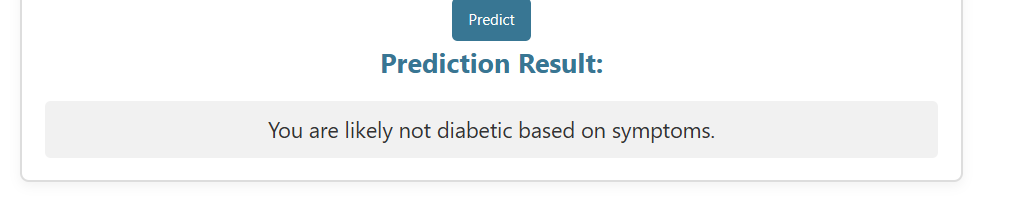 Predict
Prediction Result:
You are likely not diabetic based on symptoms.